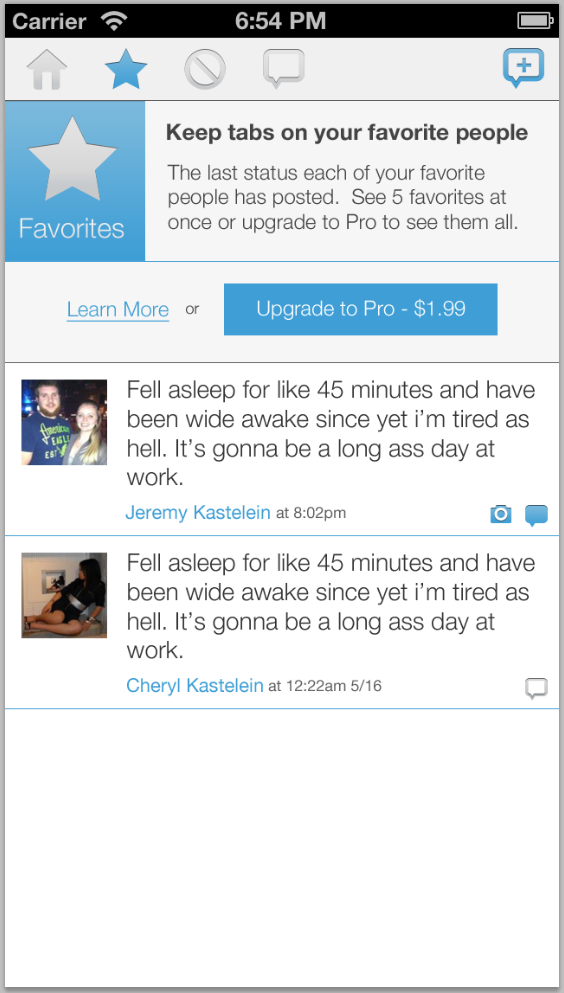 Carrier 6:54 PM
Keep tabs on your favorite people
The last status each of your favorite
people has posted.  See 5 favorites at
once or upgrade to Pro to see them all.
Favorites
Learn More or Upgrade to Pro - $1.99
Fell asleep for like 45 minutes and have
been wide awake since yet i’m tired as
hell. It’s gonna be a long ass day at
work.
Jeremy Kastelein at 8:02pm
Fell asleep for like 45 minutes and have
been wide awake since yet i’m tired as
hell. It’s gonna be a long ass day at
work.
Cheryl Kastelein at 12:22am 5/16